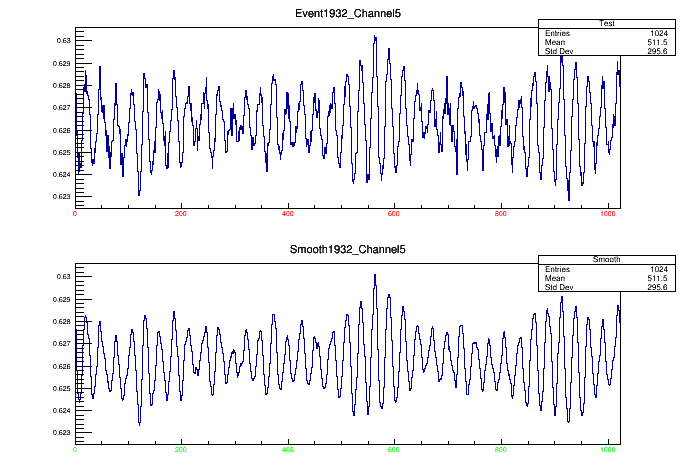 Event1932_Channel5
Test
Entries 1024
Mean 511.5
Std Dev 295.6
0.63
0.629
0.628
0.627
0.626
0.625
0.624
0.623
0 200 400 600 800 1000
Smooth1932_Channel5
Smooth
Entries 1024
Mean 511.5
Std Dev 295.6
0.63
0.629
0.628
0.627
0.626
0.625
0.624
0.623
0 200 400 600 800 1000